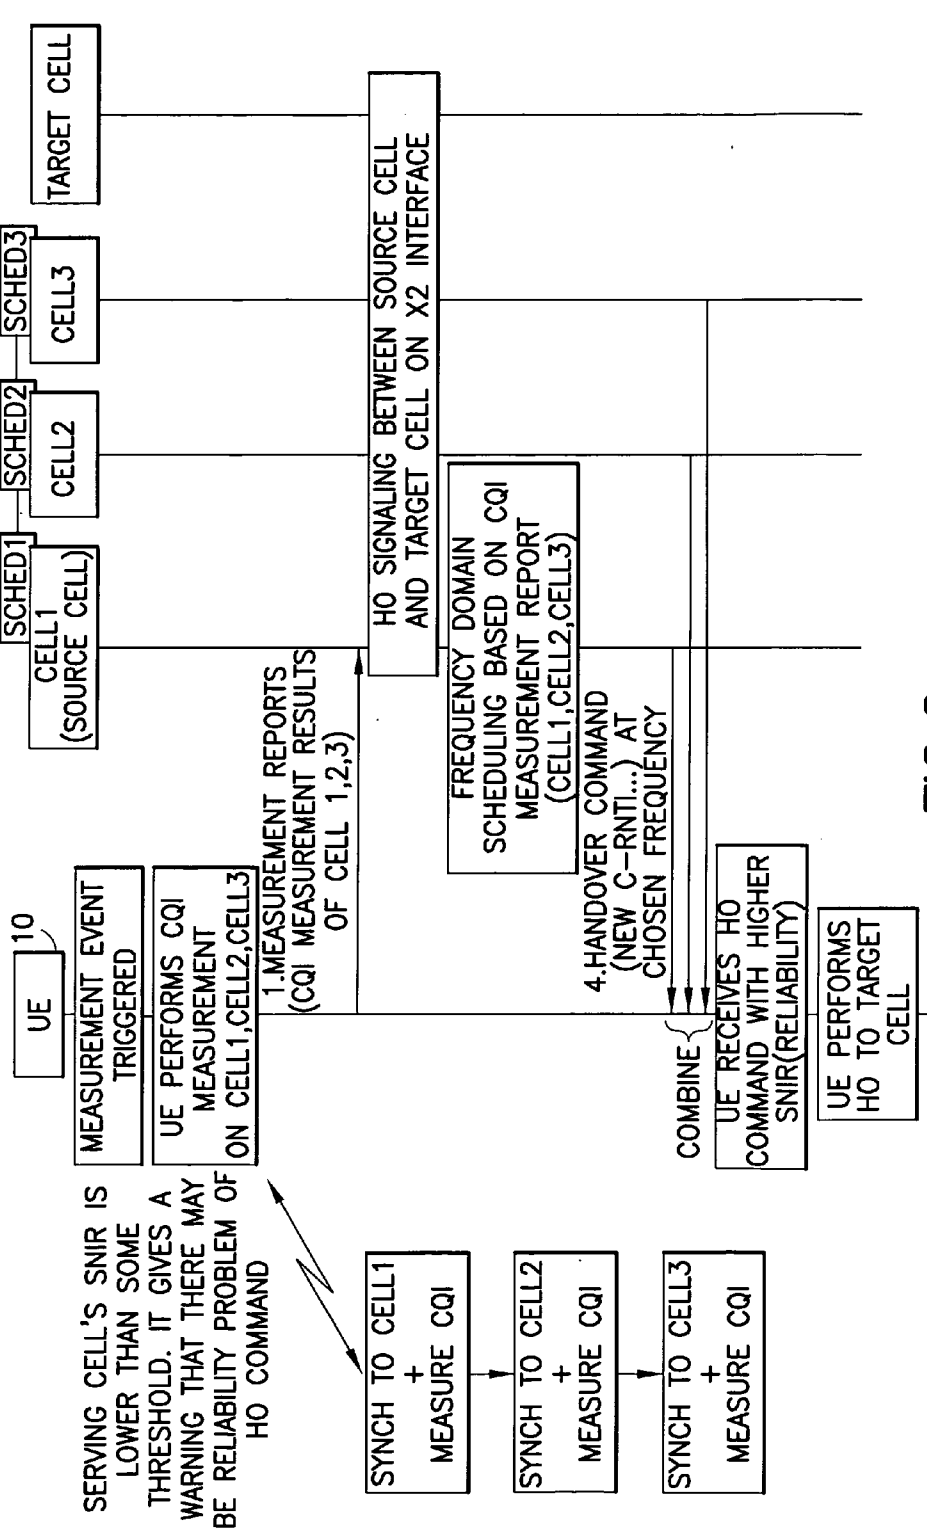 UE
10
SCHED1
SCHED2
SCHED3
CELL1
(SOURCE CELL)
CELL2
CELL3
TARGET CELL
SERVING CELL'S SNIR IS
LOWER THAN SOME
THRESHOLD. IT GIVES A
WARNING THAT THERE MAY
BE RELIABILITY PROBLEM OF
HO COMMAND
MEASUREMENT EVENT
TRIGGERED
UE PERFORMS CQI
MEASUREMENT
ON CELL1,CELL2,CELL3
1.MEASUREMENT REPORTS
(CQI MEASUREMENT RESULTS
OF CELL 1,2,3)
HO SIGNALING BETWEEN SOURCE CELL
AND TARGET CELL ON X2 INTERFACE
SYNCH TO CELL1
+
MEASURE CQI
SYNCH TO CELL2
+
MEASURE CQI
SYNCH TO CELL3
+
MEASURE CQI
FREQUENCY DOMAIN
SCHEDULING BASED ON CQI
MEASUREMENT REPORT
(CELL1,CELL2,CELL3)
4.HANDOVER COMMAND
(NEW C-RNTI...) AT
CHOSEN FREQUENCY
COMBINE
UE RECEIVES HO
COMMAND WITH HIGHER
SNIR(RELIABILITY)
UE PERFORMS
HO TO TARGET
CELL